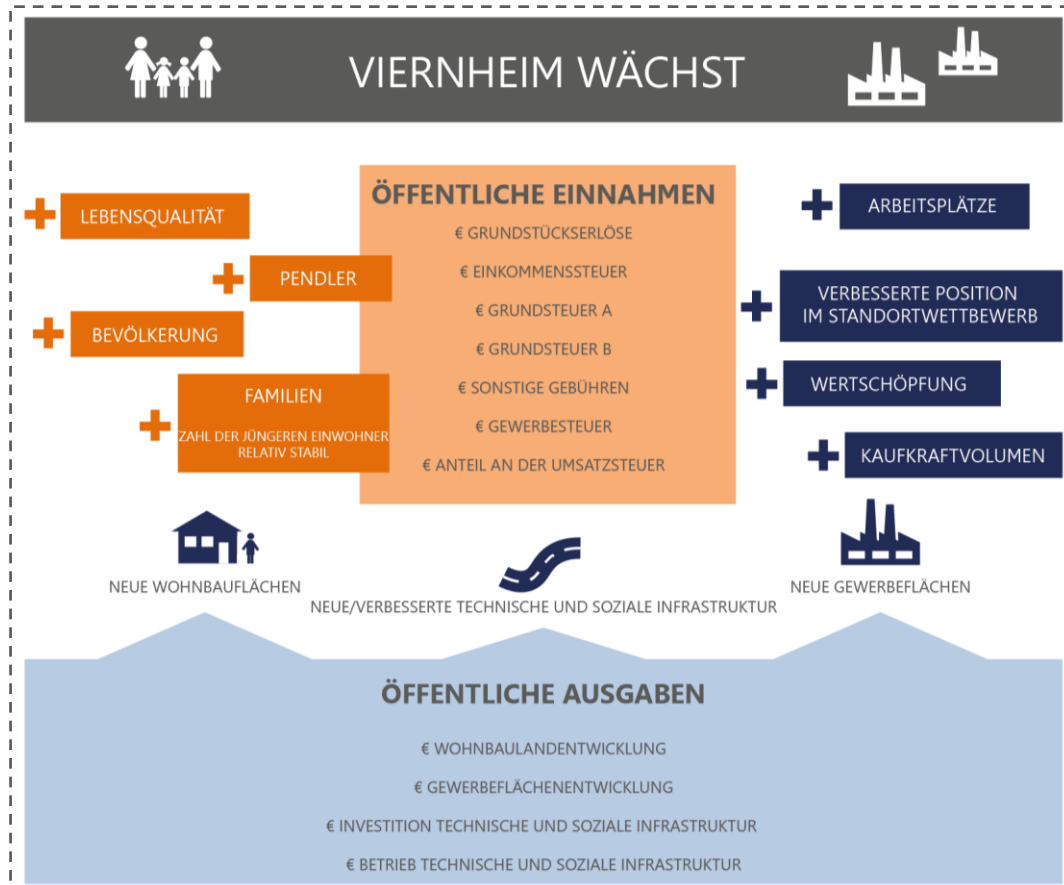 VIERNHEIM WÄCHST
+ LEBENSQUALITÄT
+ PENDLER
+ BEVÖLKERUNG
+ FAMILIEN
ZAHL DER JÜNGEREN EINWOHNER
RELATIV STABIL
ÖFFENTLICHE EINNAHMEN
€ GRUNDSTÜCKSERLÖSE
€ EINKOMMENSSTEUER
€ GRUNDSTEUER A
€ GRUNDSTEUER B
€ SONSTIGE GEBÜHREN
€ GEWERBESTEUER
€ ANTEIL AN DER UMSATZSTEUER
+ ARBEITSPLÄTZE
+ VERBESSERTE POSITION
IM STANDORTWETTBEWERB
+ WERTSCHÖPFUNG
+ KAUFKRAFTVOLUMEN
NEUE WOHNBAUFLÄCHEN
NEUE/VERBESSERTE TECHNISCHE UND SOZIALE INFRASTRUKTUR
NEUE GEWERBEFLÄCHEN
ÖFFENTLICHE AUSGABEN
€ WOHNBAULANDENTWICKLUNG
€ GEWERBEFLÄCHENENTWICKLUNG
€ INVESTITION TECHNISCHE UND SOZIALE INFRASTRUKTUR
€ BETRIEB TECHNISCHE UND SOZIALE INFRASTRUKTUR